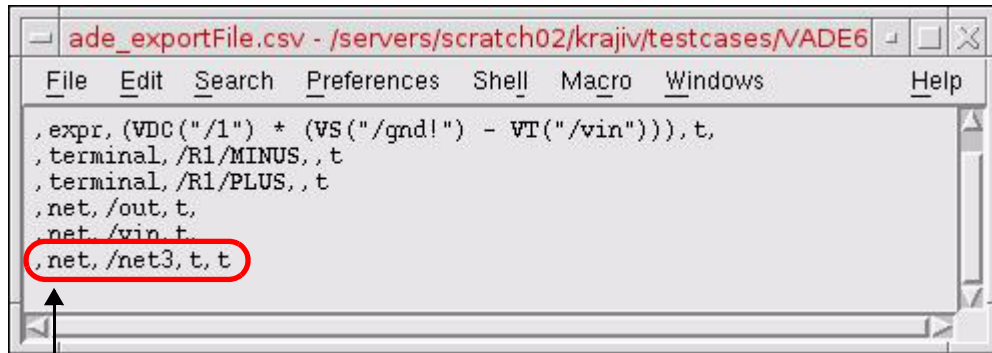 ade_exportFile.csv - /servers/scratch02/krajiv/testcases/VADE6
File Edit Search Preferences Shell Macro Windows Help
,expr,(VDC("/1") * (VS("/gnd!") - VT("/vin"))),t,
,terminal,/R1/MINUS,,t
,terminal,/R1/PLUS,,t
,net,/out,t,
,net,/vin,t,
,net,/net3,t,t